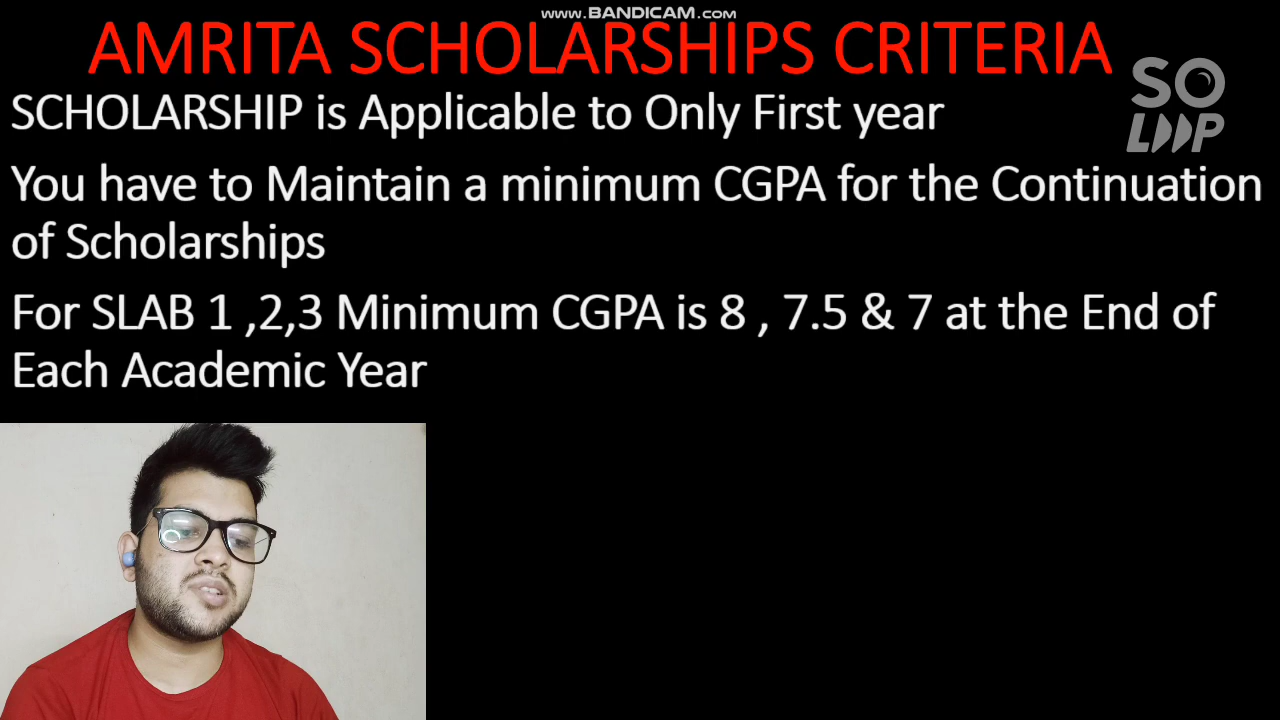 www.BANDICAM.com
AMRITA SCHOLARSHIPS CRITERIA
SO
LOOP
SCHOLARSHIP is Applicable to Only First year
You have to Maintain a minimum CGPA for the Continuation
of Scholarships
For SLAB 1 ,2,3 Minimum CGPA is 8 , 7.5 & 7 at the End of
Each Academic Year